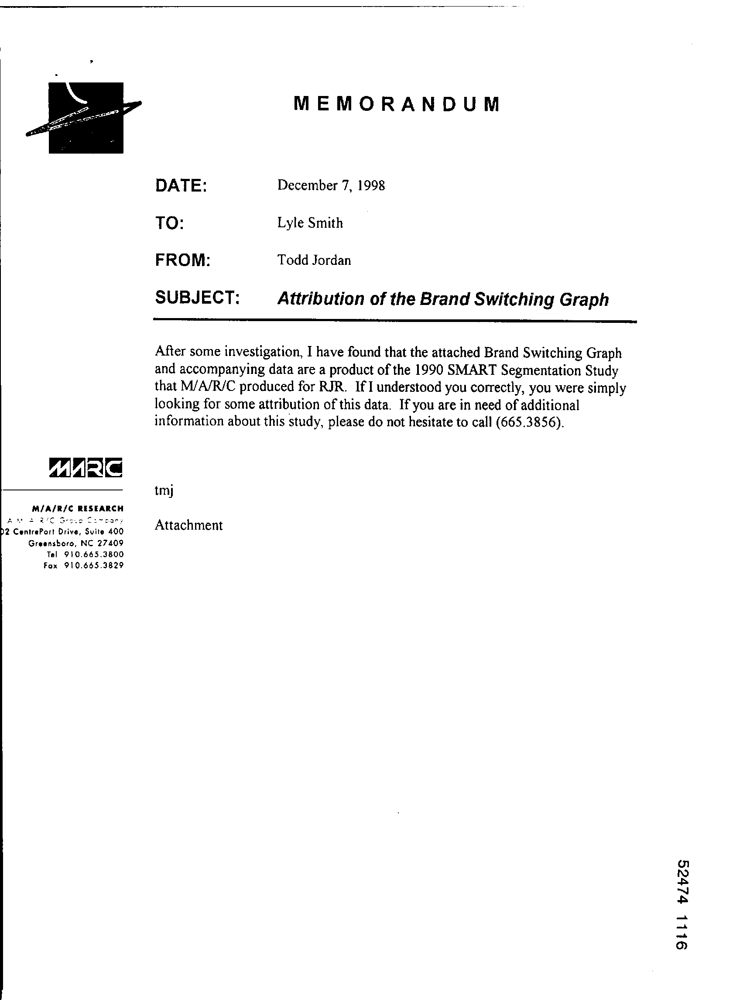 MEMORANDUM
DATE: December 7, 1998
TO: Lyle Smith
FROM: Todd Jordan
SUBJECT: Attribution of the Brand Switching Graph
After some investigation, I have found that the attached Brand Switching Graph
and accompanying data are a product of the 1990 SMART Segmentation Study
that M/A/R/C produced for RJR. If I understood you correctly, you were simply
looking for some attribution of this data. If you are in need of additional
information about this study, please do not hesitate to call (665.3856).
MARC
tmj
M/A/R/C RESEARCH
A M/A/R/C Group Company
Attachment
2 CentrePort Drive, Suite 400
Greensboro, NC 27409
Tel 910.665.3800
Fax 910.665.3829
52474 1116